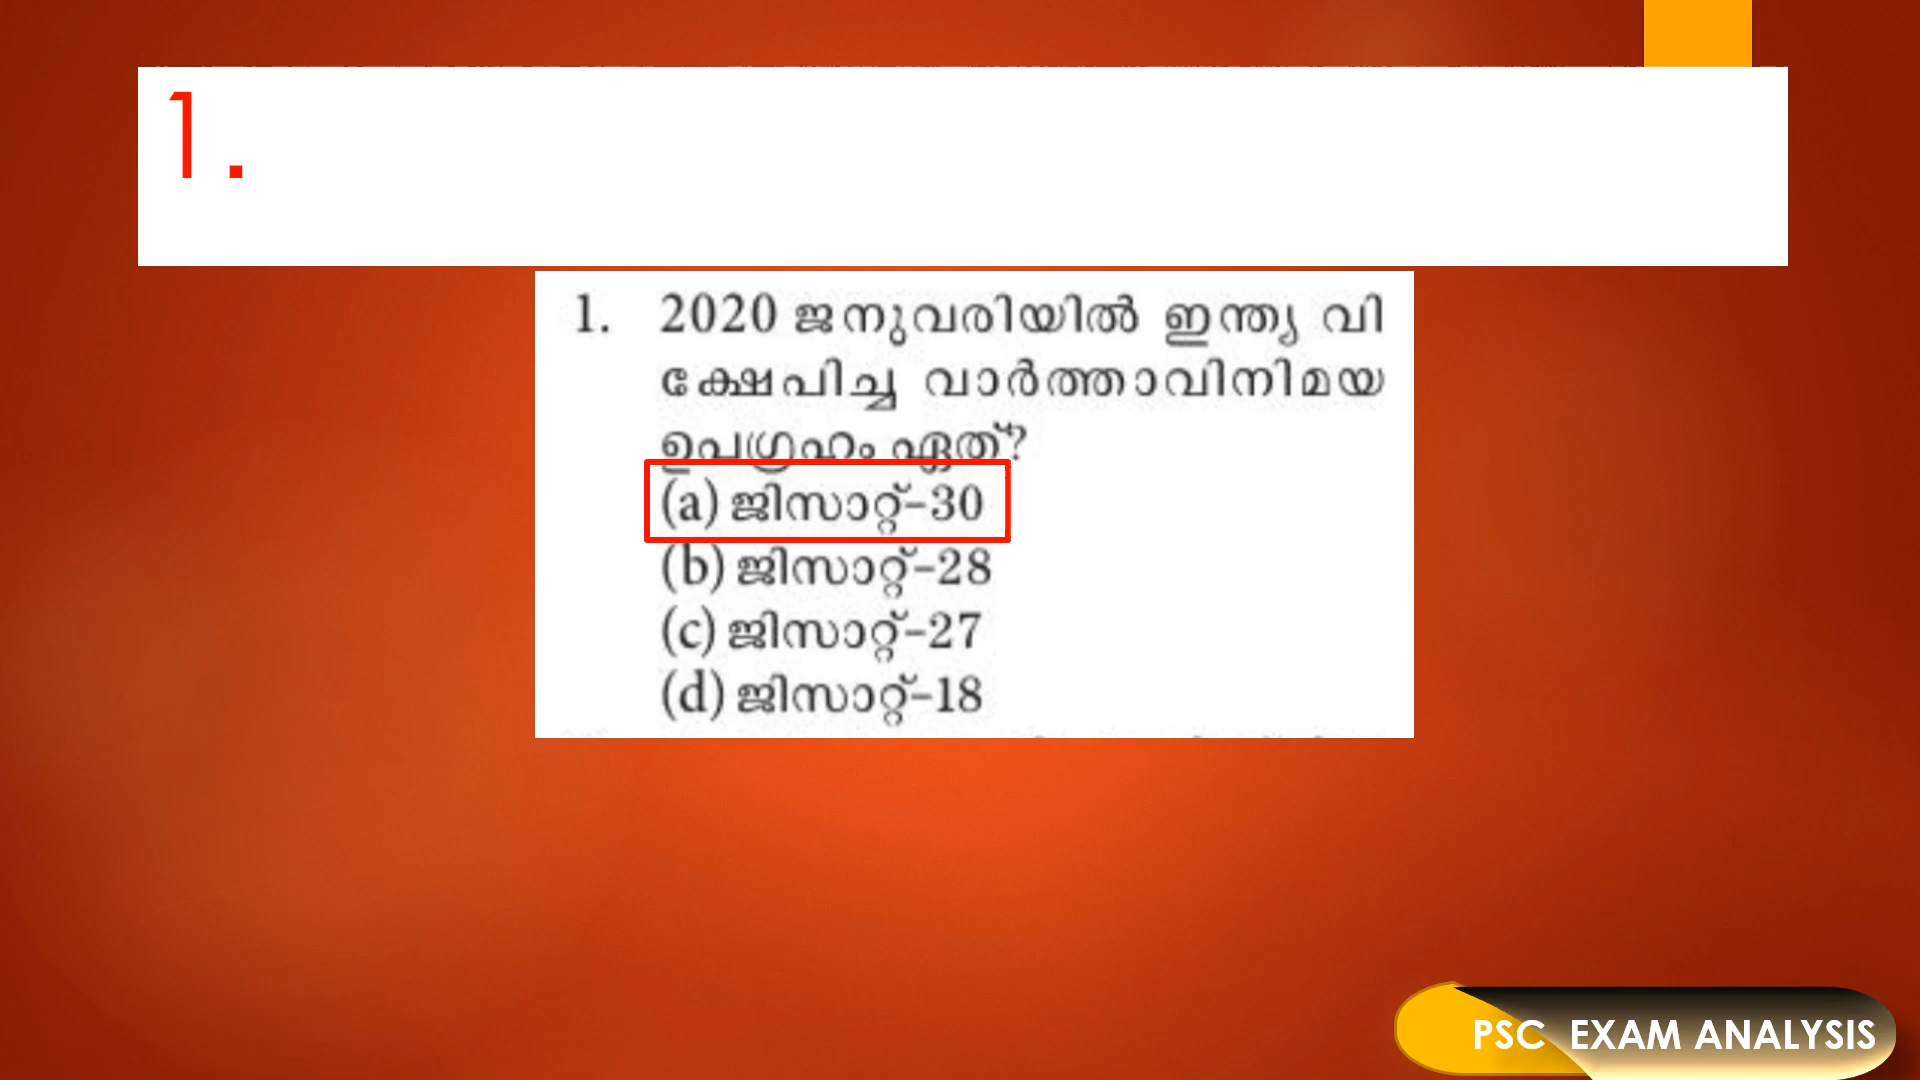 1.
1. 2020 ജനുവരിയിൽ ഇന്ത്യ വി
ക്ഷേപിച്ച വാർത്താവിനിമയ
ഉപഗ്രഹം ഏത്?
(a) ജിസാറ്റ്-30
(b) ജിസാറ്റ്-28
(c) ജിസാറ്റ്-27
(d) ജിസാറ്റ്-18
PSC EXAM ANALYSIS